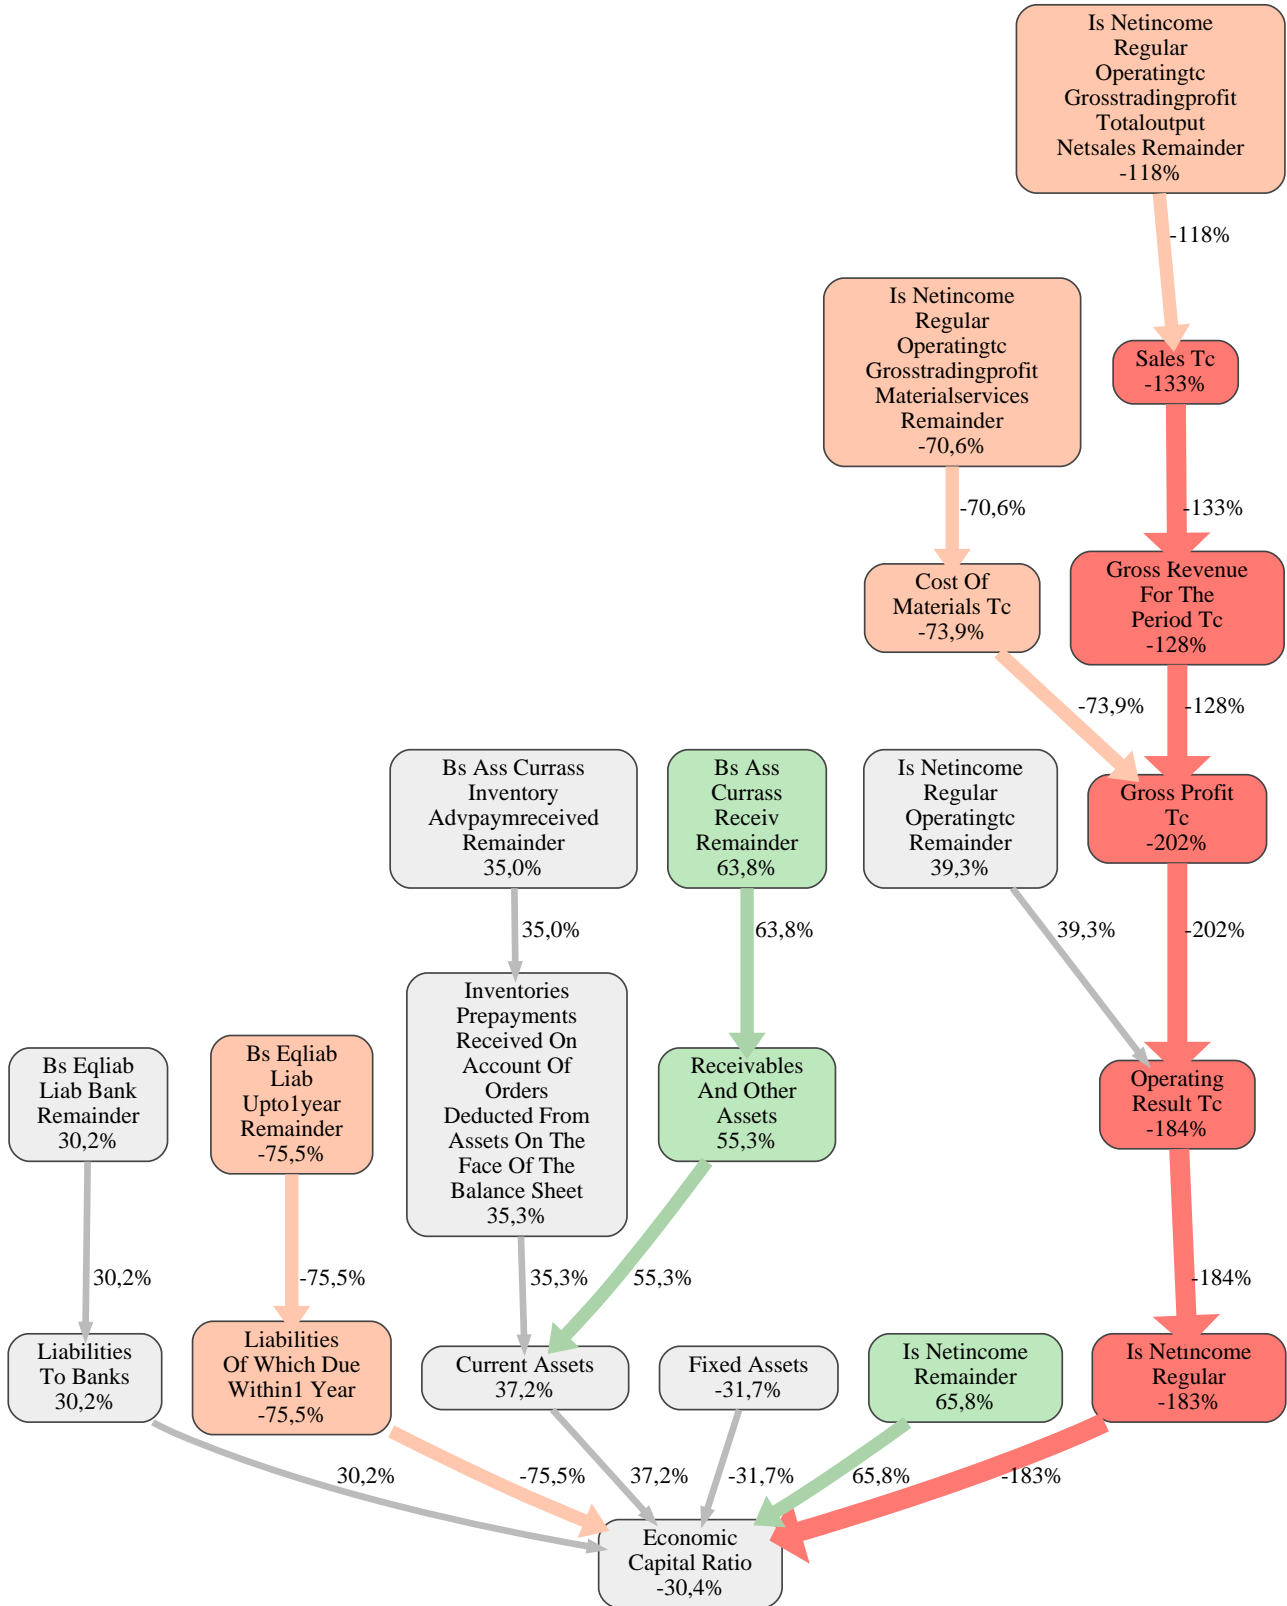 Is Netincome
Regular
Operatingtc
Grosstradingprofit
Totaloutput
Netsales Remainder
-118%
-118%
Is Netincome
Regular
Operatingtc
Grosstradingprofit
Materialservices
Remainder
-70,6%
Sales Tc
-133%
-70,6%
-133%
Cost Of
Materials Tc
-73,9%
Gross Revenue
For The
Period Tc
-128%
-73,9%
-128%
Bs Ass Currass
Inventory
Advpaymreceived
Remainder
35,0%
Bs Ass
Currass
Receiv
Remainder
63,8%
Is Netincome
Regular
Operatingtc
Remainder
39,3%
Gross Profit
Tc
-202%
35,0%
63,8%
39,3%
-202%
Inventories
Prepayments
Received On
Account Of
Orders
Deducted From
Assets On The
Face Of The
Balance Sheet
35,3%
Bs Eqliab
Liab Bank
Remainder
30,2%
Bs Eqliab
Liab
Upto1year
Remainder
-75,5%
Receivables
And Other
Assets
55,3%
Operating
Result Tc
-184%
30,2%
-75,5%
35,3%
55,3%
-184%
Liabilities
To Banks
30,2%
Liabilities
Of Which Due
Within1 Year
-75,5%
Current Assets
37,2%
Fixed Assets
-31,7%
Is Netincome
Remainder
65,8%
Is Netincome
Regular
-183%
30,2%
-75,5%
37,2%
-31,7%
65,8%
-183%
Economic
Capital Ratio
-30,4%